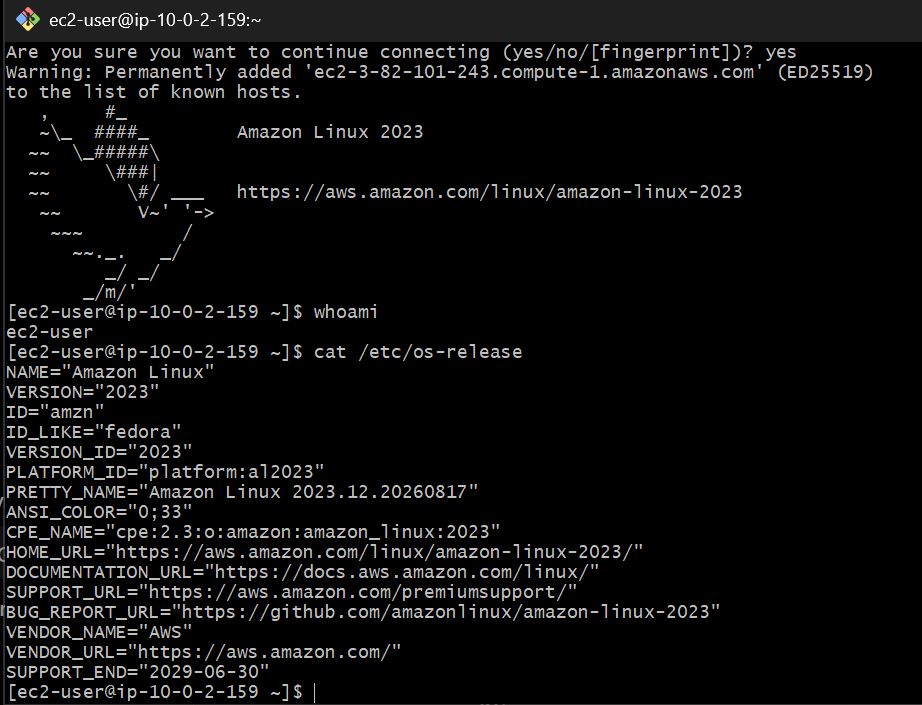 ec2-user@ip-10-0-2-159:~
Are you sure you want to continue connecting (yes/no/[fingerprint])? yes
Warning: Permanently added 'ec2-3-82-101-243.compute-1.amazonaws.com' (ED25519)
to the list of known hosts.
   ,     #_
   ~\_  ####_        Amazon Linux 2023
  ~~  \_#####\
  ~~     \###|
  ~~       \#/ ___   https://aws.amazon.com/linux/amazon-linux-2023
   ~~       V~' '->
    ~~~         /
      ~~._.   _/
         _/ _/
       _/m/'
[ec2-user@ip-10-0-2-159 ~]$ whoami
ec2-user
[ec2-user@ip-10-0-2-159 ~]$ cat /etc/os-release
NAME="Amazon Linux"
VERSION="2023"
ID="amzn"
ID_LIKE="fedora"
VERSION_ID="2023"
PLATFORM_ID="platform:al2023"
PRETTY_NAME="Amazon Linux 2023.12.20260817"
ANSI_COLOR="0;33"
CPE_NAME="cpe:2.3:o:amazon:amazon_linux:2023"
HOME_URL="https://aws.amazon.com/linux/amazon-linux-2023/"
DOCUMENTATION_URL="https://docs.aws.amazon.com/linux/"
SUPPORT_URL="https://aws.amazon.com/premiumsupport/"
BUG_REPORT_URL="https://github.com/amazonlinux/amazon-linux-2023"
VENDOR_NAME="AWS"
VENDOR_URL="https://aws.amazon.com/"
SUPPORT_END="2029-06-30"
[ec2-user@ip-10-0-2-159 ~]$